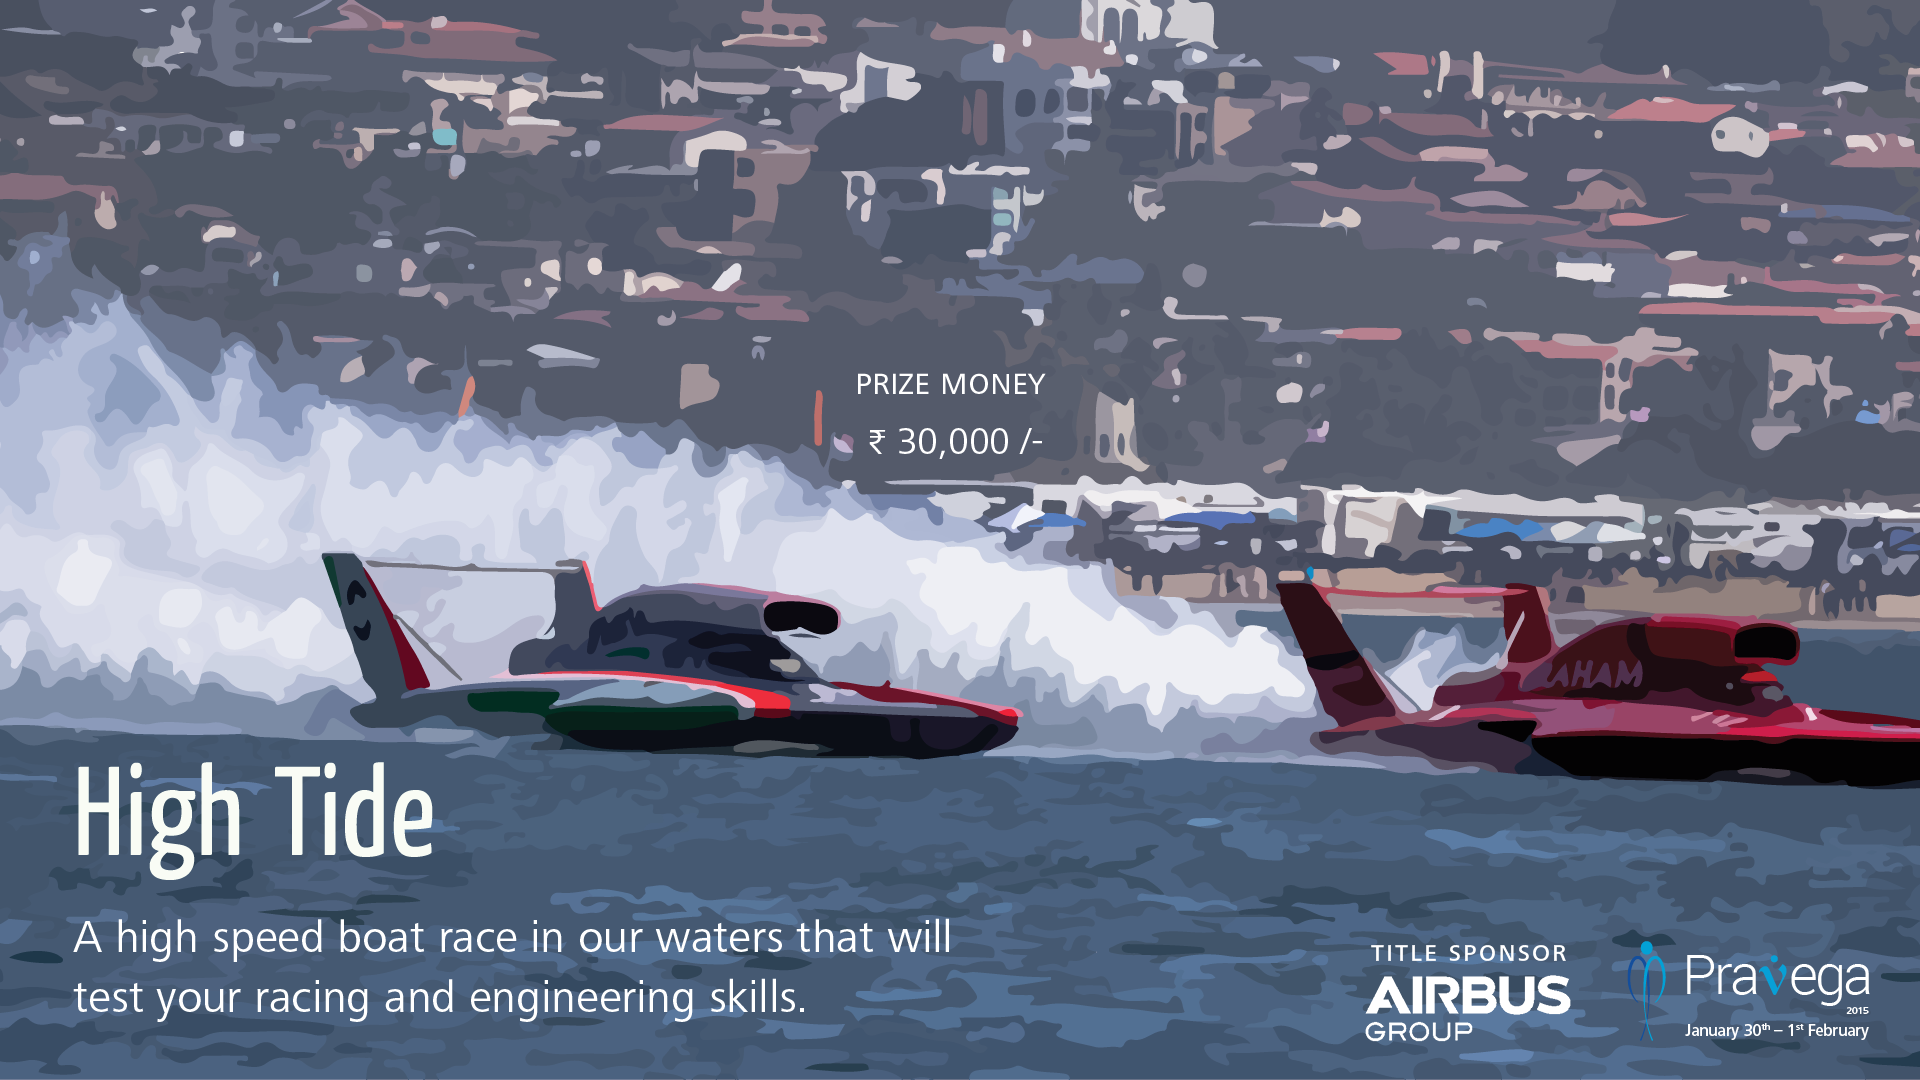 PRIZE MONEY
₹ 30,000 /-
AHAM
High Tide
A high speed boat race in our waters that will
test your racing and engineering skills.
TITLE SPONSOR
AIRBUS
GROUP
Pravega
2015
January 30th – 1st February